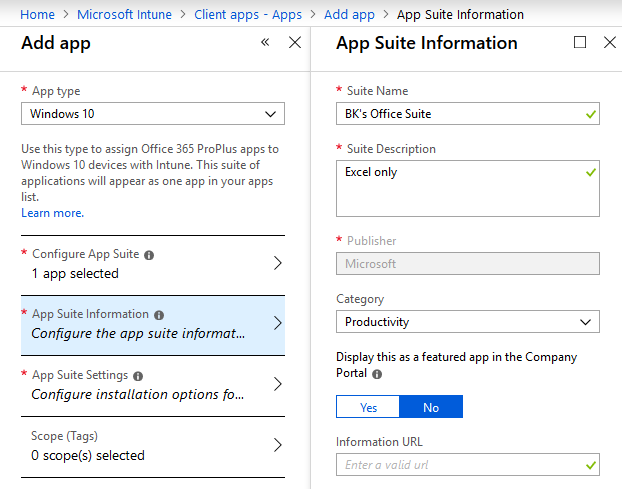 Home > Microsoft Intune > Client apps - Apps > Add app > App Suite Information
Add app
* App type
Windows 10
Use this type to assign Office 365 ProPlus apps to
Windows 10 devices with Intune. This suite of
applications will appear as one app in your apps
list.
Learn more.
* Configure App Suite
1 app selected
* App Suite Information
Configure the app suite informat...
* App Suite Settings
Configure installation options fo...
Scope (Tags)
0 scope(s) selected
App Suite Information
* Suite Name
BK's Office Suite
* Suite Description
Excel only
* Publisher
Microsoft
Category
Productivity
Display this as a featured app in the Company
Portal
Yes No
Information URL
Enter a valid url